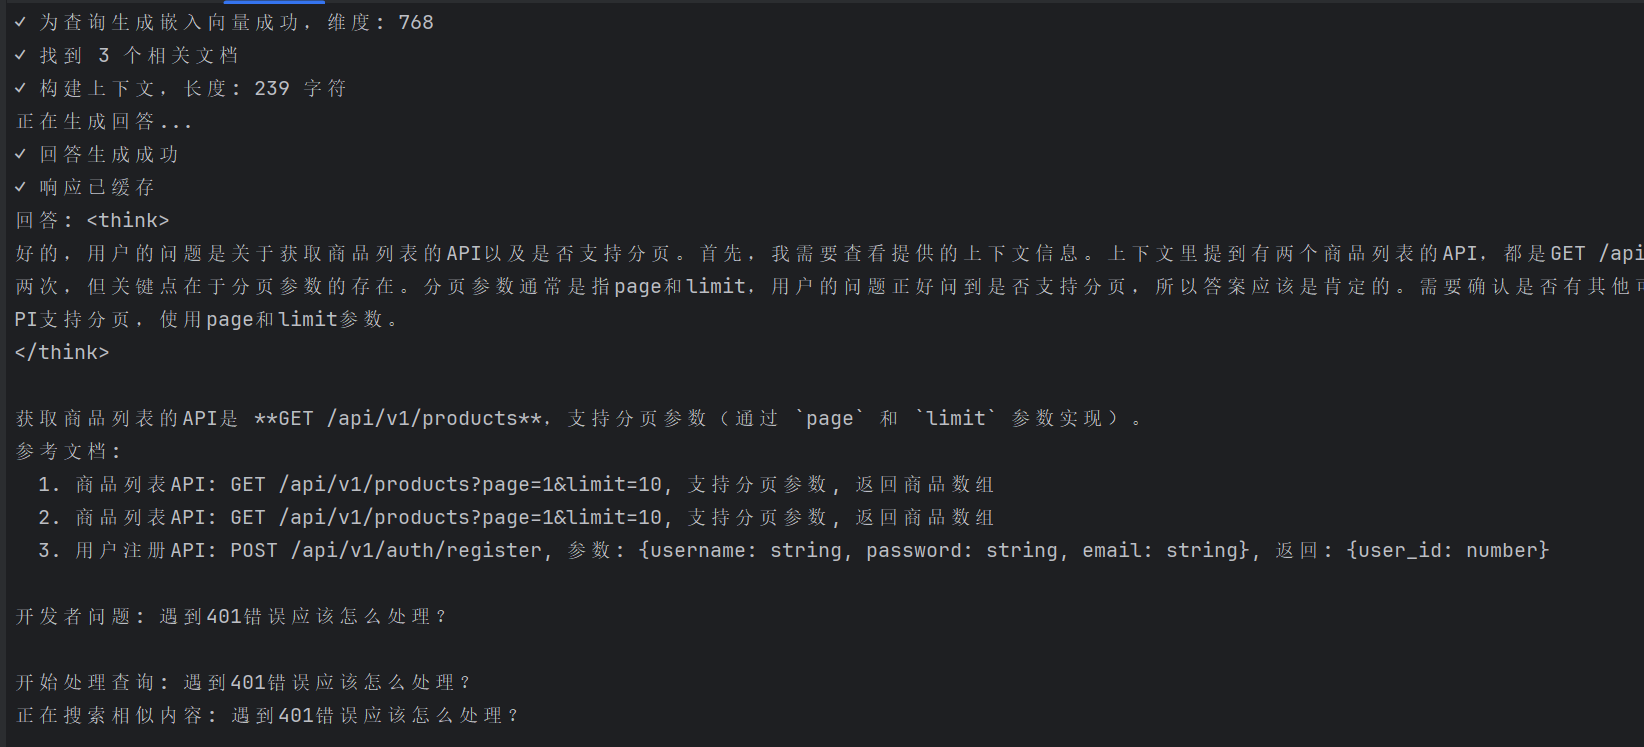 ✓ 为查询生成嵌入向量成功，维度: 768
✓ 找到 3 个相关文档
✓ 构建上下文，长度: 239 字符
正在生成回答...
✓ 回答生成成功
✓ 响应已缓存
回答: <think>
好的，用户的问题是关于获取商品列表的API以及是否支持分页。首先，我需要查看提供的上下文信息。上下文里提到有两个商品列表的API，都是GET /api
两次，但关键点在于分页参数的存在。分页参数通常是指page和limit，用户的问题正好问到是否支持分页，所以答案应该是肯定的。需要确认是否有其他
PI支持分页，使用page和limit参数。
</think>
获取商品列表的API是 **GET /api/v1/products**，支持分页参数（通过 `page` 和 `limit` 参数实现）。
参考文档:
1. 商品列表API: GET /api/v1/products?page=1&limit=10, 支持分页参数, 返回商品数组
2. 商品列表API: GET /api/v1/products?page=1&limit=10, 支持分页参数, 返回商品数组
3. 用户注册API: POST /api/v1/auth/register, 参数: {username: string, password: string, email: string}, 返回: {user_id: number}
开发者问题: 遇到401错误应该怎么处理？
开始处理查询: 遇到401错误应该怎么处理？
正在搜索相似内容: 遇到401错误应该怎么处理？